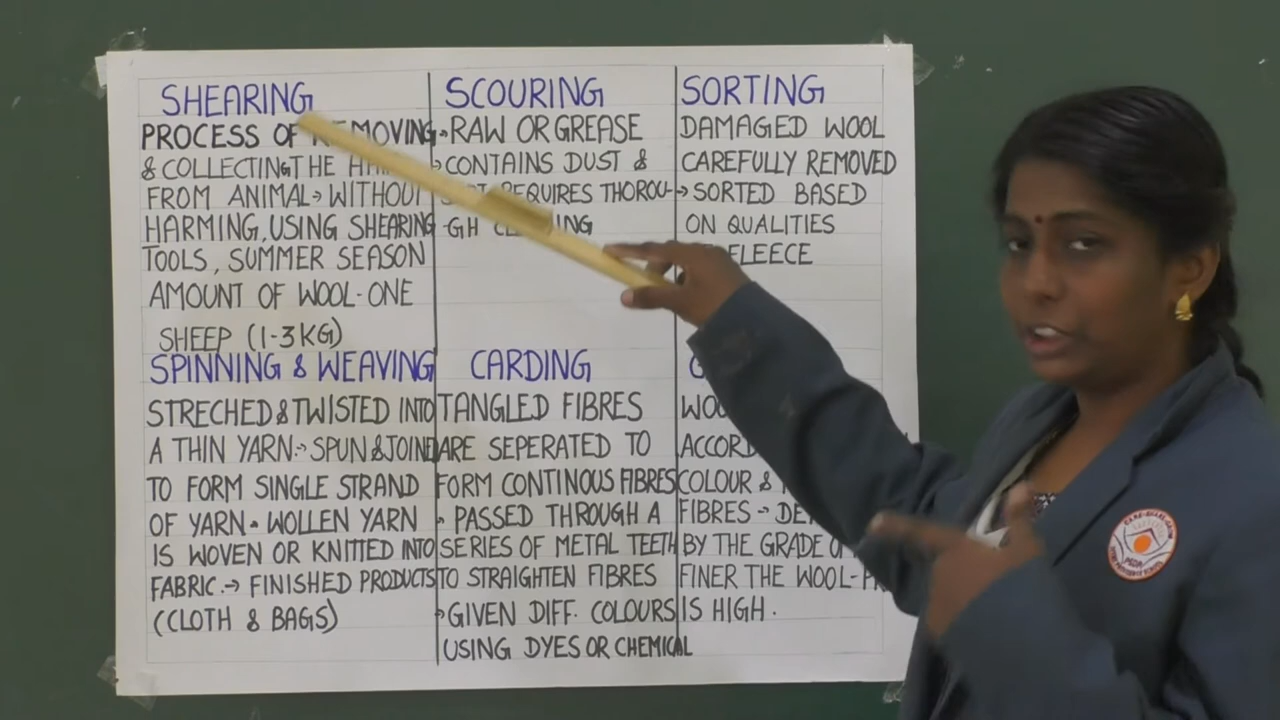 SHEARING
PROCESS OF REMOVING
& COLLECTING THE
FROM ANIMAL → WITHOUT
HARMING, USING SHEARING
TOOLS, SUMMER SEASON
AMOUNT OF WOOL-ONE
SHEEP (1-3KG)
SCOURING
→ RAW OR GREASE
→ CONTAINS DUST &
REQUIRES THOROU-
-GH
SORTING
DAMAGED WOOL
CAREFULLY REMOVED
→ SORTED BASED
ON QUALITIES
FLEECE
SPINNING & WEAVING
STRECHED & TWISTED INTO
A THIN YARN → SPUN & JOINED
TO FORM SINGLE STRAND
OF YARN • WOLLEN YARN
IS WOVEN OR KNITTED INTO
FABRIC → FINISHED PRODUCTS
(CLOTH & BAGS)
CARDING
TANGLED FIBRES
ARE SEPERATED TO
FORM CONTINOUS FIBRES
→ PASSED THROUGH A
SERIES OF METAL TEETH
TO STRAIGHTEN FIBRES
→ GIVEN DIFF. COLOURS
USING DYES OR CHEMICAL
COLOUR &
FIBRES →
BY THE GRADE
FINER THE WOOL-
IS HIGH.